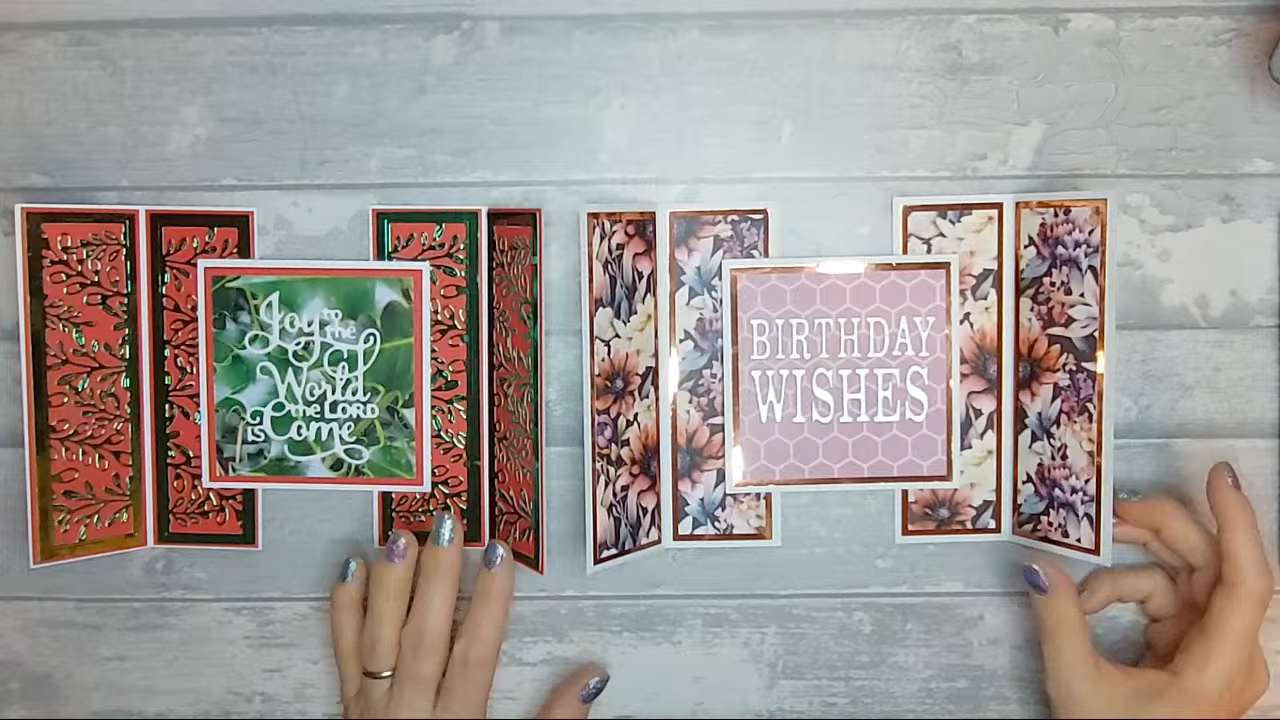 Joy to
the
World
the LORD
is Come
BIRTHDAY
WISHES